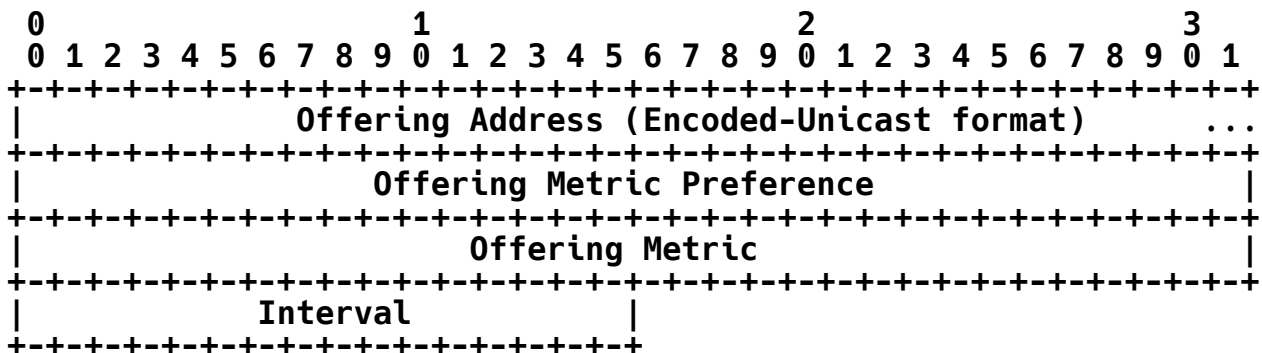 0                   1                   2                   3
 0 1 2 3 4 5 6 7 8 9 0 1 2 3 4 5 6 7 8 9 0 1 2 3 4 5 6 7 8 9 0 1
+-+-+-+-+-+-+-+-+-+-+-+-+-+-+-+-+-+-+-+-+-+-+-+-+-+-+-+-+-+-+-+-+
|              Offering Address (Encoded-Unicast format)      ...
+-+-+-+-+-+-+-+-+-+-+-+-+-+-+-+-+-+-+-+-+-+-+-+-+-+-+-+-+-+-+-+-+
|                  Offering Metric Preference                   |
+-+-+-+-+-+-+-+-+-+-+-+-+-+-+-+-+-+-+-+-+-+-+-+-+-+-+-+-+-+-+-+-+
|                       Offering Metric                         |
+-+-+-+-+-+-+-+-+-+-+-+-+-+-+-+-+-+-+-+-+-+-+-+-+-+-+-+-+-+-+-+-+
|            Interval           |
+-+-+-+-+-+-+-+-+-+-+-+-+-+-+-+-+